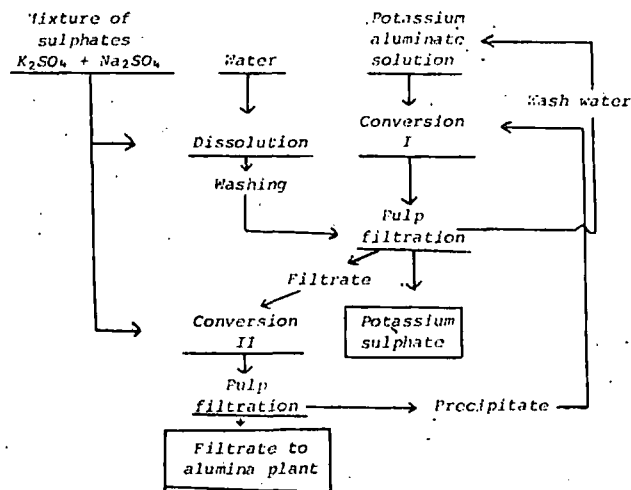 Mixture of
sulphates
K₂SO₄ + Na₂SO₄
Water
Potassium
aluminate
solution
Wash water
Dissolution
Conversion
I
Washing
Pulp
filtration
Filtrate
Conversion
II
Potassium
sulphate
Pulp
filtration
Precipitate
Filtrate to
alumina plant